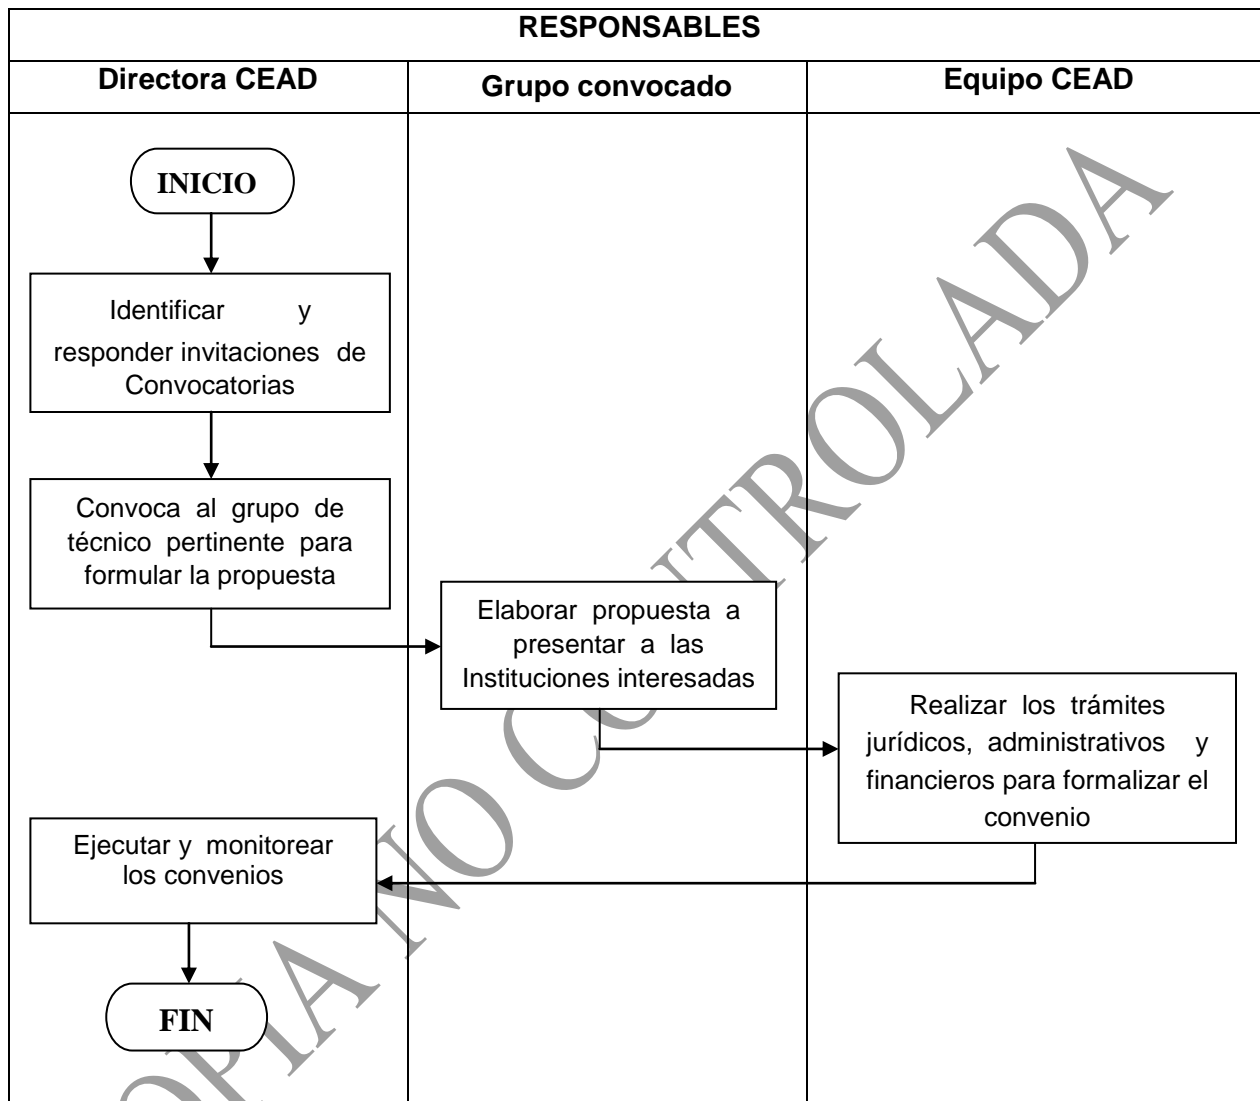 RESPONSABLES
Directora CEAD
Grupo convocado
Equipo CEAD
INICIO
Identificar y
responder invitaciones de
Convocatorias
Convoca al grupo de
técnico pertinente para
formular la propuesta
Elaborar propuesta a
presentar a las
Instituciones interesadas
Realizar los trámites
jurídicos, administrativos y
financieros para formalizar el
convenio
Ejecutar y monitorear
los convenios
FIN
OPIA NO CONTROLADA